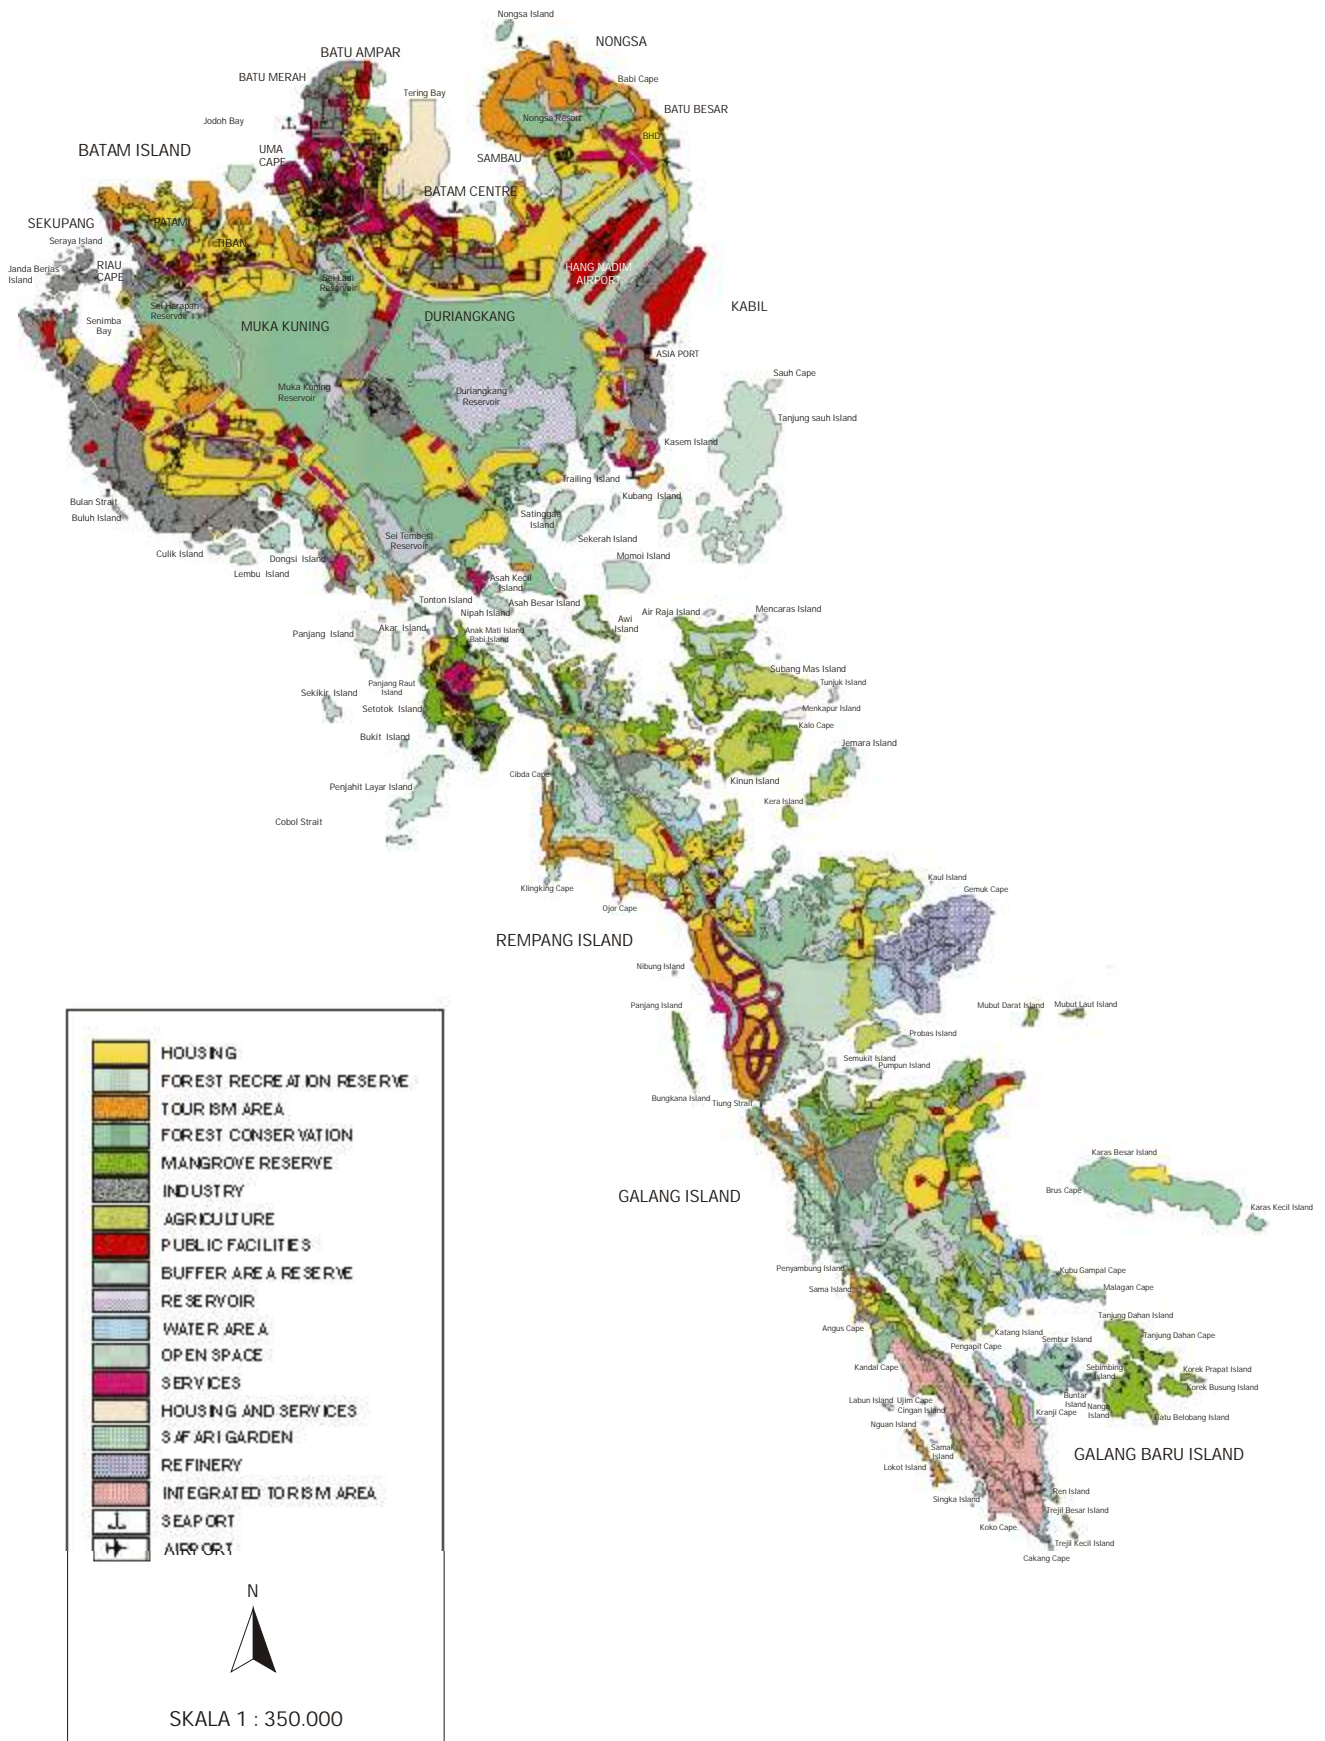 Nongsa Island
NONGSA
BATU AMPAR
BATU MERAH
Babi Cape
Tering Bay
BATU BESAR
Jodoh Bay
Nongsa Resort
BHD
BATAM ISLAND
UMA
CAPE
SAMBAU
BATAM CENTRE
SEKUPANG
PATAM
TIBAN
Seraya Island
Janda Berias
Island
RIAU
CAPE
HANG NADIM
AIRPORT
Sei Ladi
Reservoir
Sei Harapan
Reservoir
KABIL
Senimba
Bay
MUKA KUNING
DURIANGKANG
ASIA PORT
Sauh Cape
Muka Kuning
Reservoir
Duriangkang
Reservoir
Tanjung sauh Island
Kasem Island
Trailing Island
Kubang Island
Bulan Strait
Buluh Island
Satinggae
Island
Sekerah Island
Sei Tembesi
Reservoir
Culik Island
Dongsi Island
Lembu Island
Momoi Island
Asah Kecil
Island
Tonton Island
Asah Besar Island
Nipah Island
Air Raja Island
Mencaras Island
Awi
Island
Panjang Island
Akar Island
Anak Mati Island
Babi Island
Subang Mas Island
Tunjuk Island
Panjang Raut
Island
Sekikir Island
Setotok Island
Menkapur Island
Kalo Cape
Bukit Island
Jemara Island
Cibda Cape
Kinun Island
Penjahit Layar Island
Kera Island
Cobol Strait
Klingking Cape
Kaul Island
Gemuk Cape
Ojor Cape
REMPANG ISLAND
Nibung Island
Panjang Island
Mubut Darat Island
Mubut Laut Island
Probas Island
Semukit Island
Pumpun Island
Bungkana Island
Tiung Strait
Karas Besar Island
Brus Cape
GALANG ISLAND
Karas Kecil Island
Penyambung Island
Kubu Gampal Cape
Sama Island
Malagan Cape
Tanjung Dahan Island
Angus Cape
Katang Island
Tanjung Dahan Cape
Pengapit Cape
Sembur Island
Kandal Cape
Sebimbing
Island
Korek Prapat Island
Korek Busung Island
Labun Island
Ujim Cape
Cingan Island
Buntar
Island
Nanga
Island
Kranji Cape
Batu Belobang Island
Nguan Island
Samak
Island
GALANG BARU ISLAND
Lokot Island
Singka Island
Ren Island
Trejil Besar Island
Koko Cape
Trejil Kecil Island
Cakang Cape
HOUSING
FOREST RECREATION RESERVE
TOURISM AREA
FOREST CONSERVATION
MANGROVE RESERVE
INDUSTRY
AGRICULTURE
PUBLIC FACILITIES
BUFFER AREA RESERVE
RESERVOIR
WATER AREA
OPEN SPACE
SERVICES
HOUSING AND SERVICES
SAFARI GARDEN
REFINERY
INTEGRATED TORISM AREA
SEAPORT
AIRPORT
N
SKALA 1 : 350.000